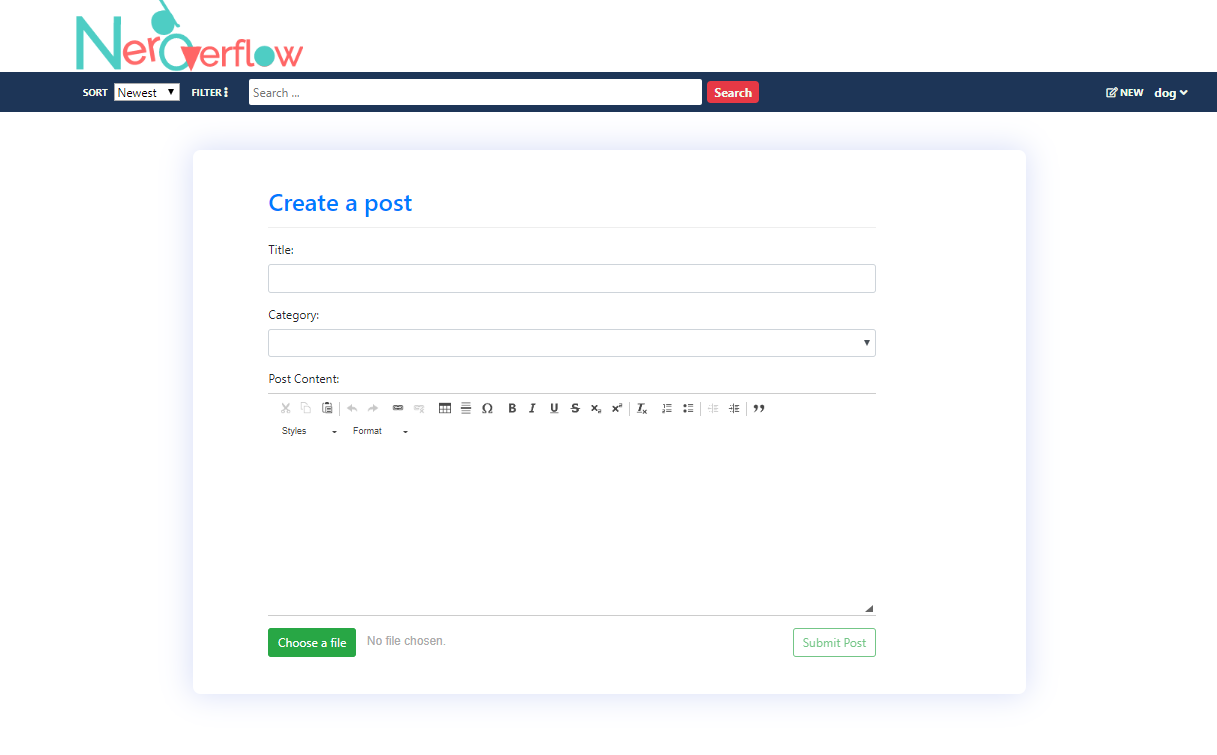 NerOverflow
SORT Newest FILTER Search ... Search NEW dog
Create a post
Title:
Category:
Post Content:
Styles Format
Choose a file No file chosen. Submit Post